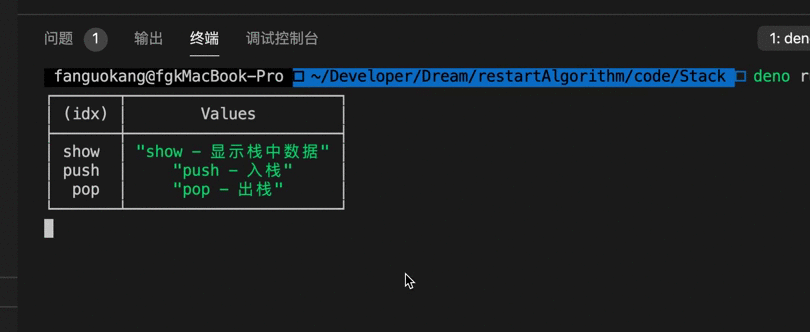 问题 1 输出 终端 调试控制台 1: deno
fanguokang@fgkMacBook-Pro ~/Developer/Dream/restartAlgorithm/code/Stack deno r
(idx) Values
show "show - 显示栈中数据"
push "push - 入栈"
pop "pop - 出栈"